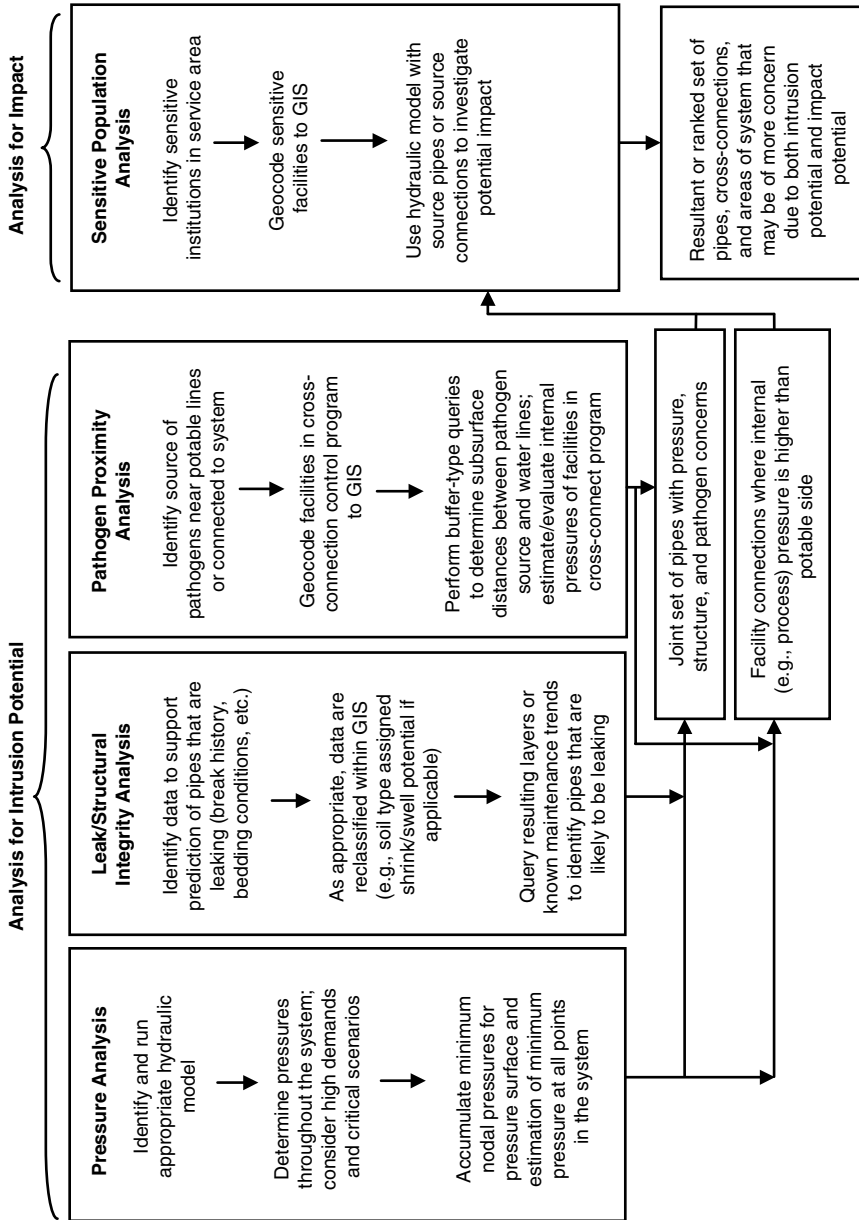 Analysis for Intrusion Potential
Pressure Analysis
Identify and run
appropriate hydraulic
model
Determine pressures
throughout the system;
consider high demands
and critical scenarios
Accumulate minimum
nodal pressures for
pressure surface and
estimation of minimum
pressure at all points
in the system
Leak/Structural
Integrity Analysis
Identify data to support
prediction of pipes that are
leaking (break history,
bedding conditions, etc.)
As appropriate, data are
reclassified within GIS
(e.g., soil type assigned
shrink/swell potential if
applicable)
Query resulting layers or
known maintenance trends
to identify pipes that are
likely to be leaking
Pathogen Proximity
Analysis
Identify source of
pathogens near potable lines
or connected to system
Geocode facilities in cross-
connection control program
to GIS
Perform buffer-type queries
to determine subsurface
distances between pathogen
source and water lines;
estimate/evaluate internal
pressures of facilities in
cross-connect program
Joint set of pipes with pressure,
structure, and pathogen concerns
Facility connections where internal
(e.g., process) pressure is higher than
potable side
Analysis for Impact
Sensitive Population
Analysis
Identify sensitive
institutions in service area
Geocode sensitive
facilities to GIS
Use hydraulic model with
source pipes or source
connections to investigate
potential impact
Resultant or ranked set of
pipes, cross-connections,
and areas of system that
may be of more concern
due to both intrusion
potential and impact
potential